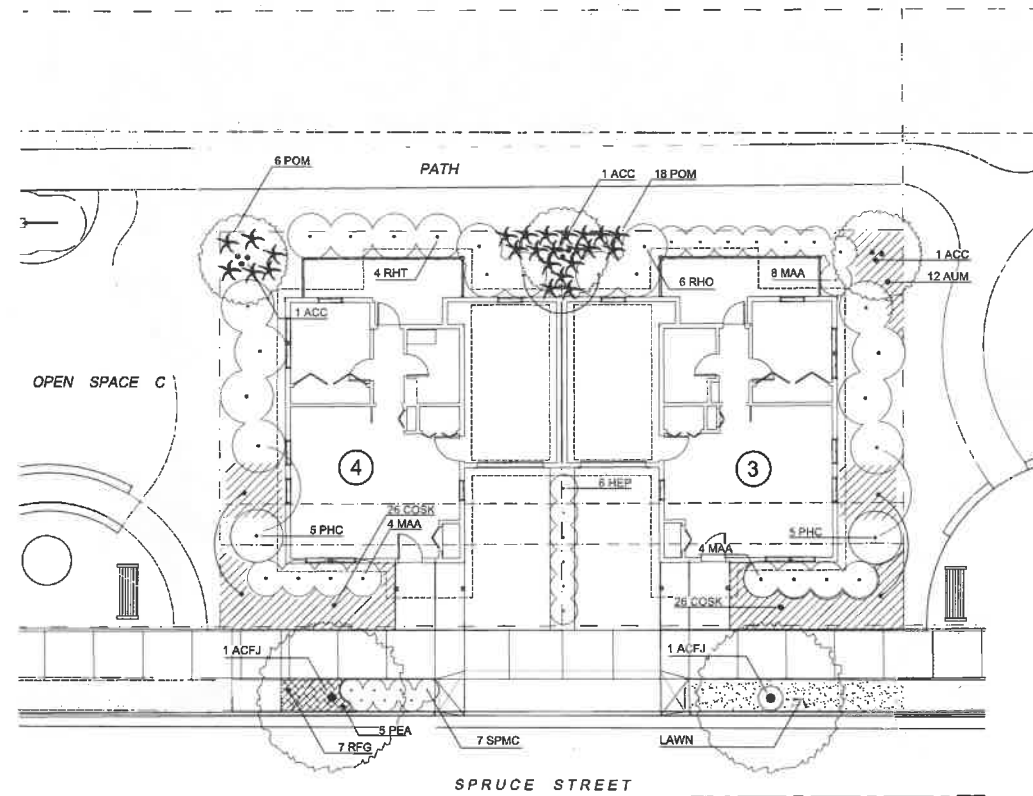 6 POM
PATH
1 ACC
18 POM
4 RHT
6 RHO
8 MAA
1 ACC
12 AUM
1 ACC
OPEN SPACE C
4
3
6 HEP
26 COSK
4 MAA
5 PHC
5 PHC
4 MAA
26 COSK
1 ACFJ
1 ACFJ
5 PEA
7 RFG
7 SPMC
LAWN
SPRUCE STREET